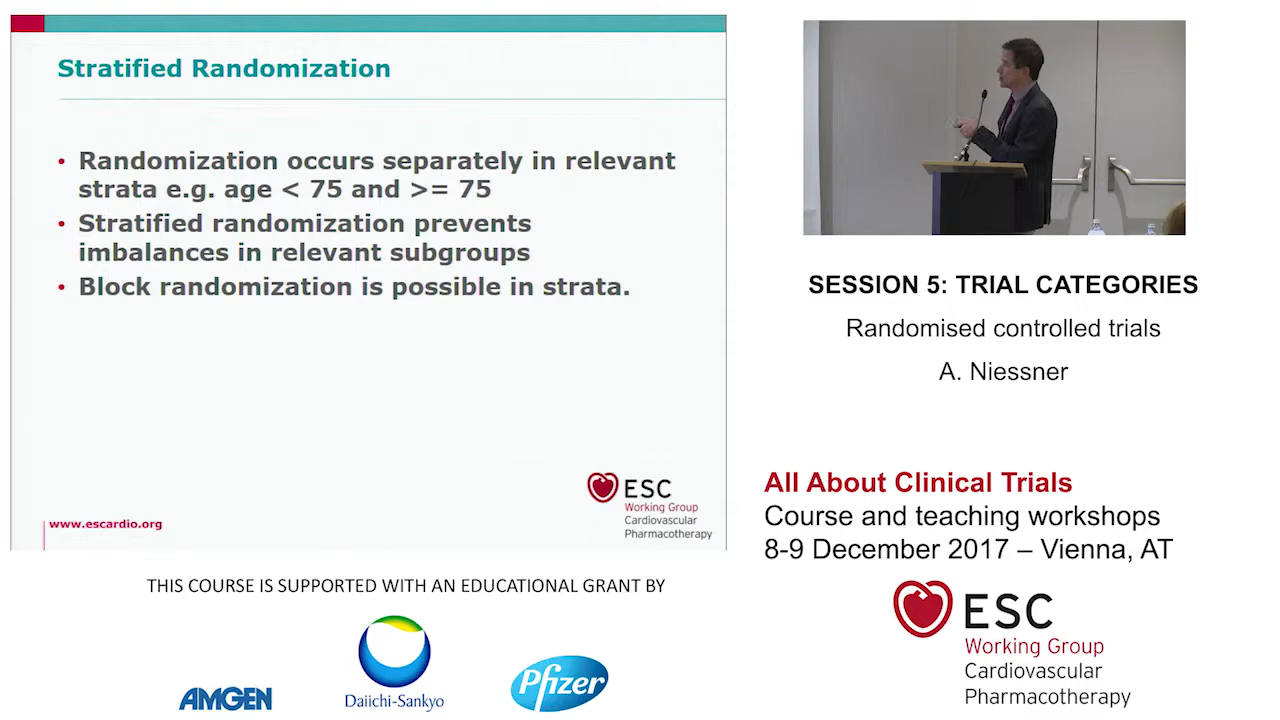 Stratified Randomization
• Randomization occurs separately in relevant
strata e.g. age < 75 and >= 75
• Stratified randomization prevents
imbalances in relevant subgroups
• Block randomization is possible in strata.
ESC
Working Group
Cardiovascular
Pharmacotherapy
www.escardio.org
THIS COURSE IS SUPPORTED WITH AN EDUCATIONAL GRANT BY
AMGEN
Daiichi-Sankyo
Pfizer
SESSION 5: TRIAL CATEGORIES
Randomised controlled trials
A. Niessner
All About Clinical Trials
Course and teaching workshops
8-9 December 2017 – Vienna, AT
ESC
Working Group
Cardiovascular
Pharmacotherapy